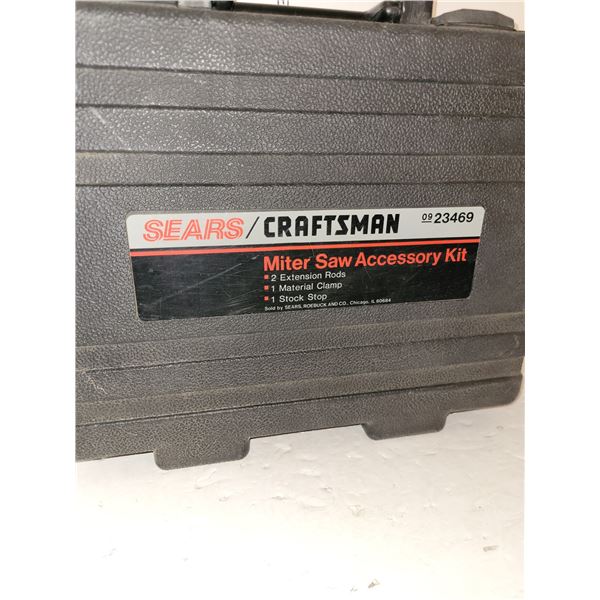 SEARS / CRAFTSMAN 09 23469
Miter Saw Accessory Kit
▪ 2 Extension Rods
▪ 1 Material Clamp
▪ 1 Stock Stop
Sold by SEARS, ROEBUCK AND CO., Chicago, IL 60684